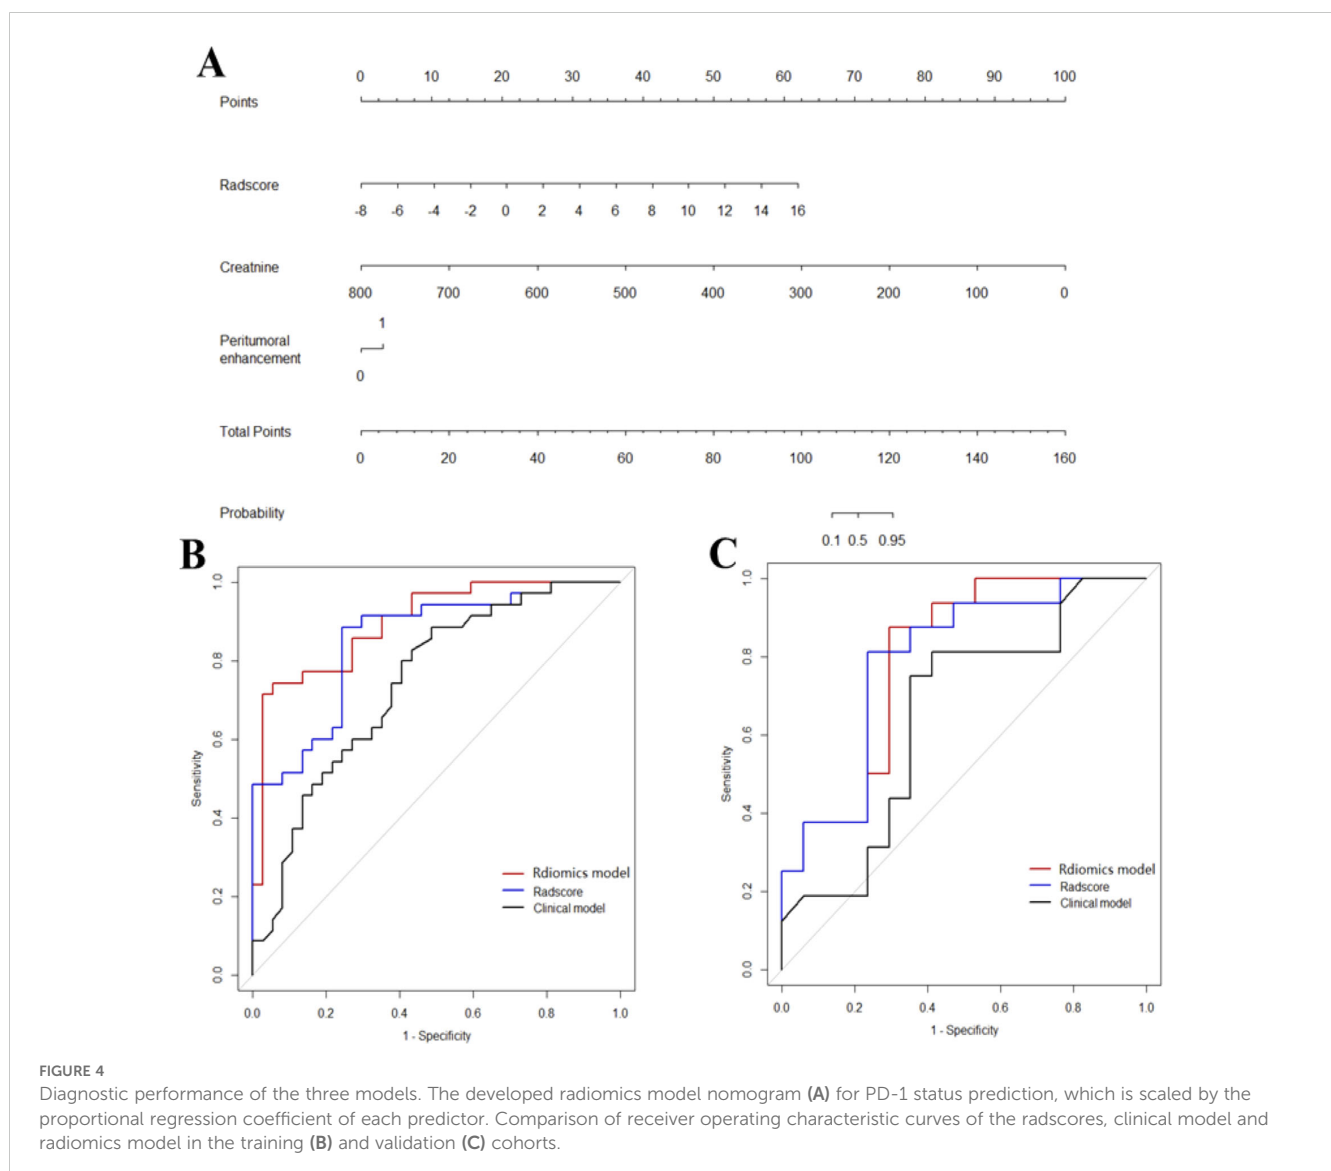 A
0 10 20 30 40 50 60 70 80 90 100
Points
Radscore
-8 -6 -4 -2 0 2 4 6 8 10 12 14 16
Creatnine
800 700 600 500 400 300 200 100 0
1
Peritumoral
enhancement
0
Total Points
0 20 40 60 80 100 120 140 160
Probability
0.1 0.5 0.95
B
1.0
0.8
0.6
0.4
0.2
0.0
Sensitivity
Rdiomics model
Radscore
Clinical model
0.0 0.2 0.4 0.6 0.8 1.0
1 - Specificity
C
1.0
0.8
0.6
0.4
0.2
0.0
Sensitivity
Rdiomics model
Radscore
Clinical model
0.0 0.2 0.4 0.6 0.8 1.0
1 - Specificity
FIGURE 4
Diagnostic performance of the three models. The developed radiomics model nomogram (A) for PD-1 status prediction, which is scaled by the
proportional regression coefficient of each predictor. Comparison of receiver operating characteristic curves of the radscores, clinical model and
radiomics model in the training (B) and validation (C) cohorts.